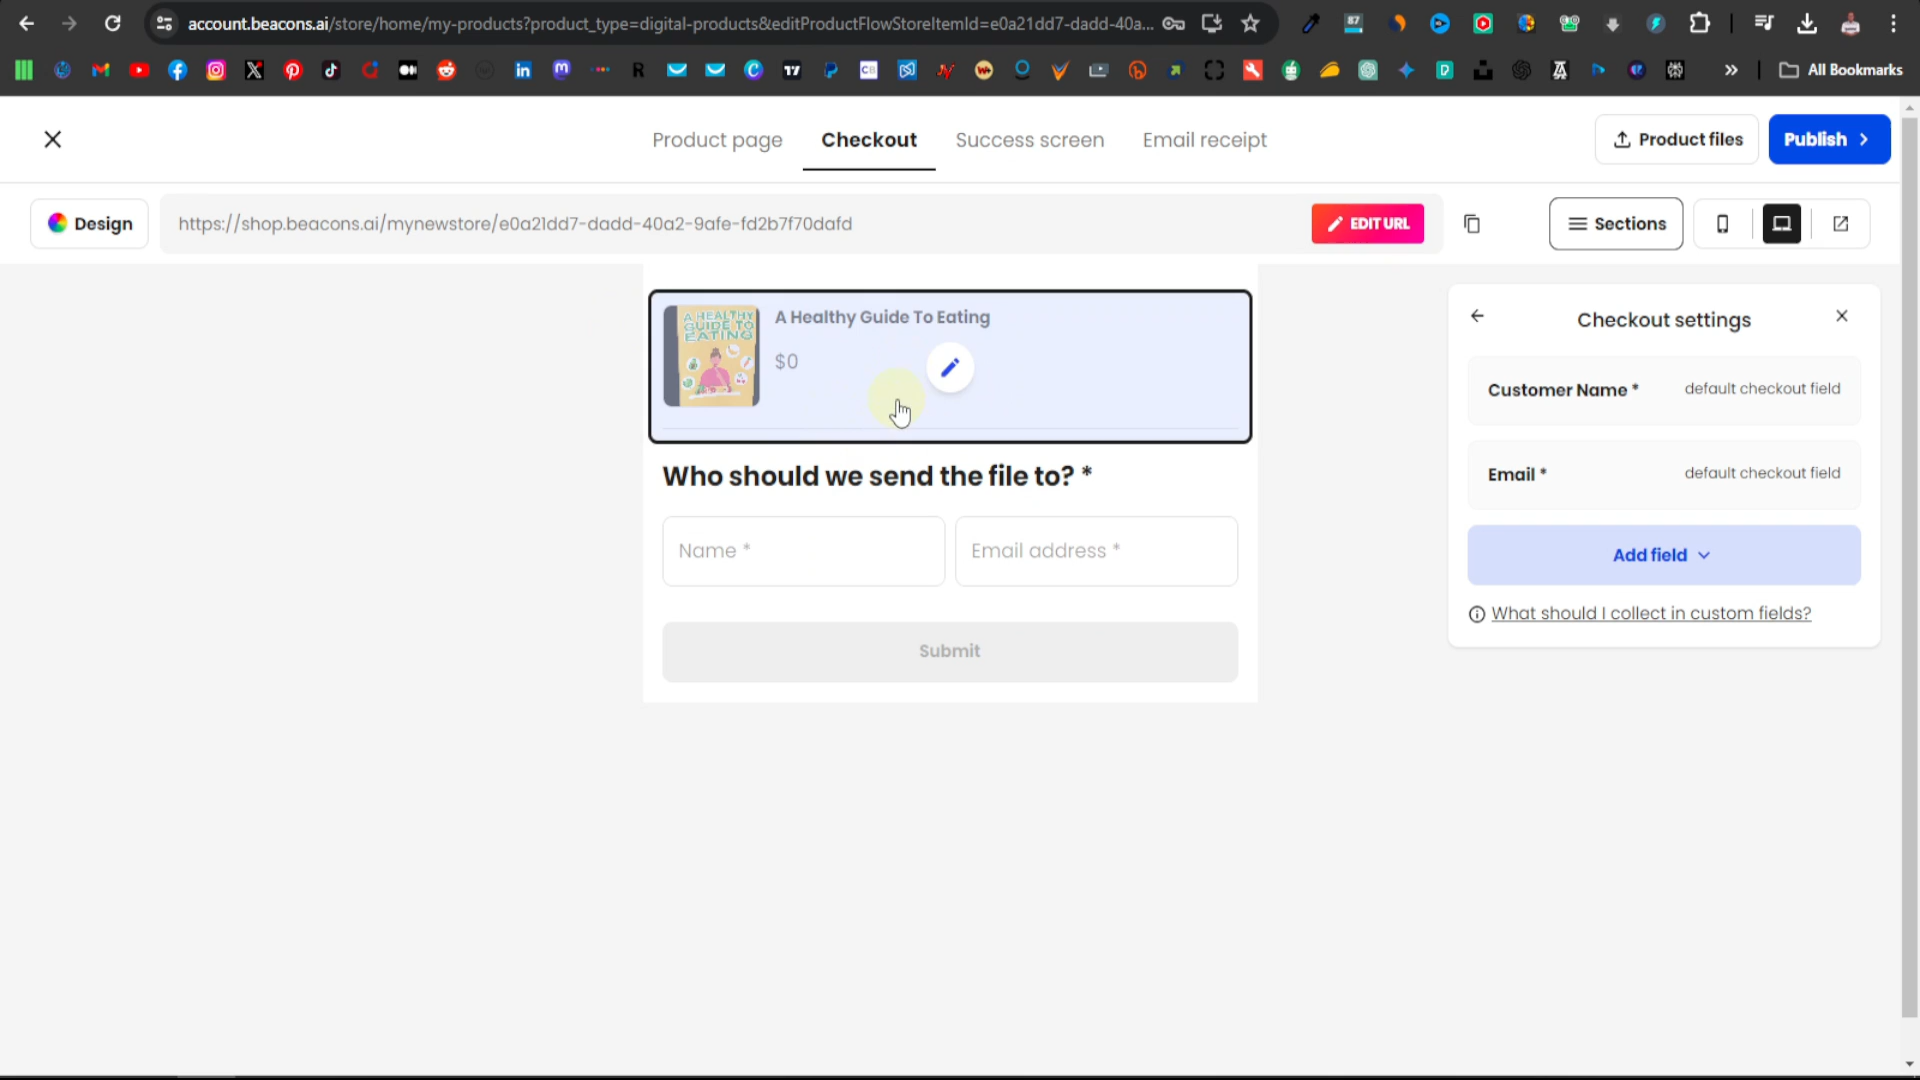 account.beacons.ai/store/home/my-products?product_type=digital-products&editProductFlowStoreItemId=e0a21dd7-dadd-40a...
All Bookmarks
Product page
Checkout
Success screen
Email receipt
Product files
Publish
Design
https://shop.beacons.ai/mynewstore/e0a21dd7-dadd-40a2-9afe-fd2b7f70dafd
EDIT URL
Sections
A HEALTHY
GUIDE TO
EATING
A Healthy Guide To Eating
$0
Checkout settings
Customer Name *
default checkout field
Who should we send the file to? *
Email *
default checkout field
Name *
Email address *
Add field
What should I collect in custom fields?
Submit